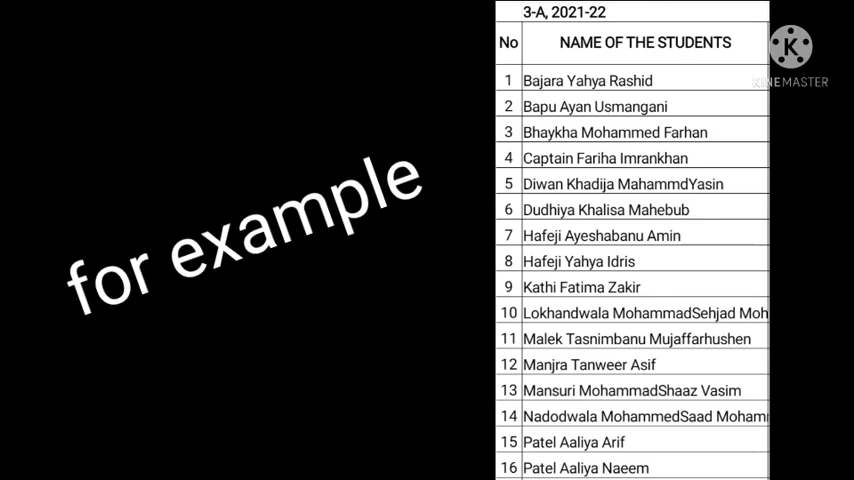 for example
3-A, 2021-22
No NAME OF THE STUDENTS
1 Bajara Yahya Rashid
2 Bapu Ayan Usmangani
3 Bhaykha Mohammed Farhan
4 Captain Fariha Imrankhan
5 Diwan Khadija MahammdYasin
6 Dudhiya Khalisa Mahebub
7 Hafeji Ayeshabanu Amin
8 Hafeji Yahya Idris
9 Kathi Fatima Zakir
10 Lokhandwala MohammadSehjad Moh
11 Malek Tasnimbanu Mujaffarhushen
12 Manjra Tanweer Asif
13 Mansuri MohammadShaaz Vasim
14 Nadodwala MohammedSaad Moham
15 Patel Aaliya Arif
16 Patel Aaliya Naeem
K
KINEMASTER